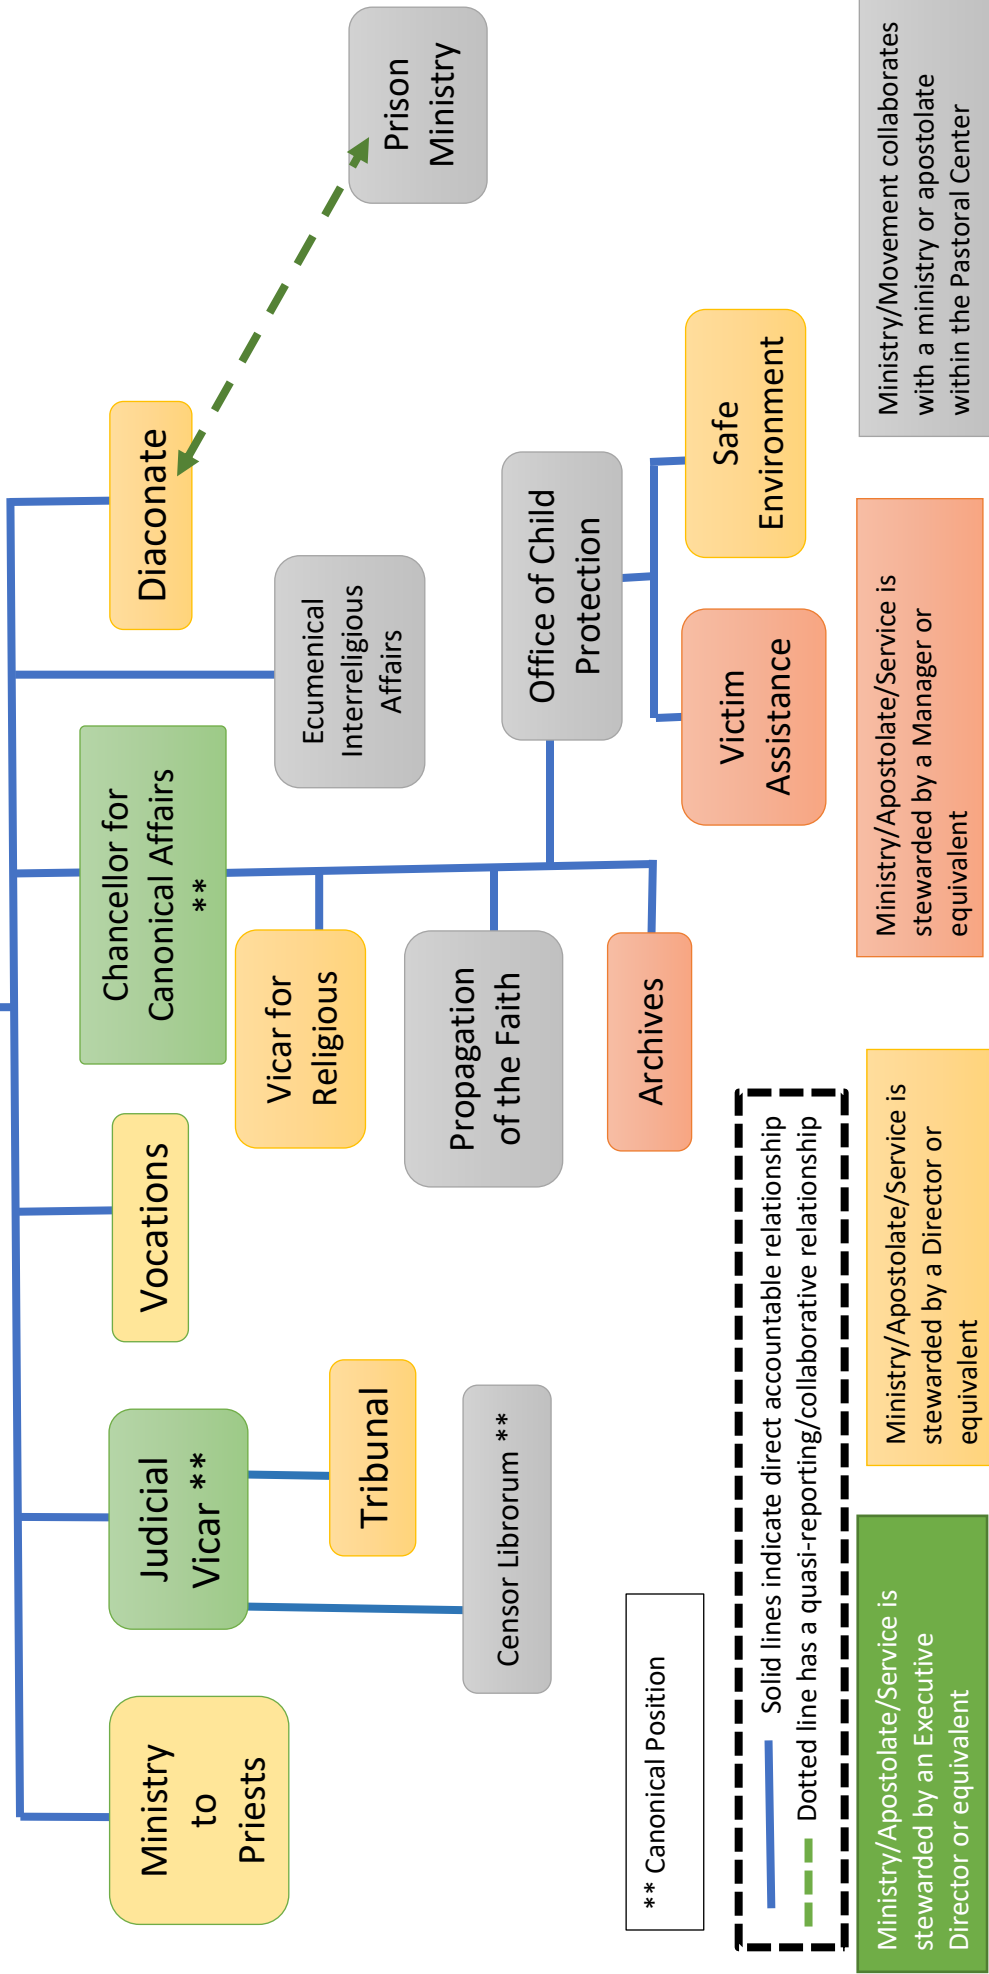 Ministry
to
Priests
Judicial
Vicar **
Tribunal
Censor Librorum **
Vocations
Chancellor for
Canonical Affairs
**
Vicar for
Religious
Propagation
of the Faith
Archives
Office of Child
Protection
Victim
Assistance
Safe
Environment
Ecumenical
Interreligious
Affairs
Diaconate
Prison
Ministry
** Canonical Position
Solid lines indicate direct accountable relationship
Dotted line has a quasi-reporting/collaborative relationship
Ministry/Apostolate/Service is
stewarded by an Executive
Director or equivalent
Ministry/Apostolate/Service is
stewarded by a Director or
equivalent
Ministry/Apostolate/Service is
stewarded by a Manager or
equivalent
Ministry/Movement collaborates
with a ministry or apostolate
within the Pastoral Center